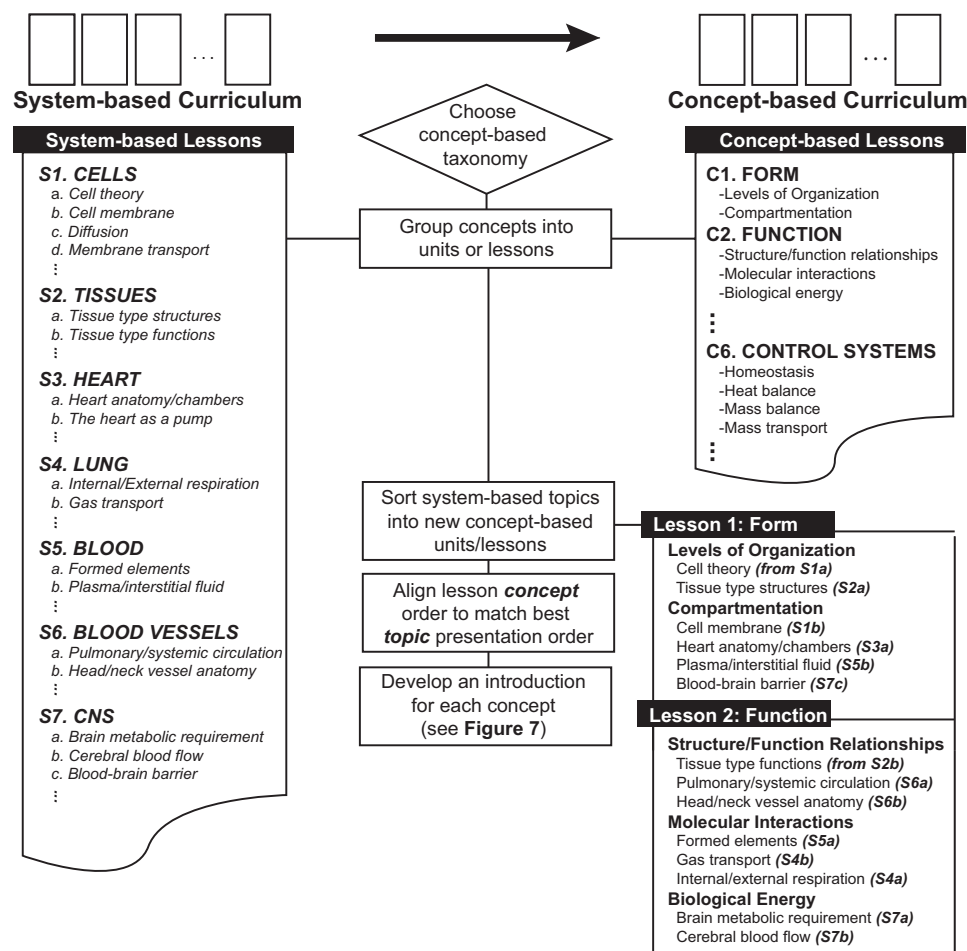 . . .
. . .
System-based Curriculum
Concept-based Curriculum
System-based Lessons
S1. CELLS
a. Cell theory
b. Cell membrane
c. Diffusion
d. Membrane transport
⋮
S2. TISSUES
a. Tissue type structures
b. Tissue type functions
⋮
S3. HEART
a. Heart anatomy/chambers
b. The heart as a pump
⋮
S4. LUNG
a. Internal/External respiration
b. Gas transport
⋮
S5. BLOOD
a. Formed elements
b. Plasma/interstitial fluid
⋮
S6. BLOOD VESSELS
a. Pulmonary/systemic circulation
b. Head/neck vessel anatomy
⋮
S7. CNS
a. Brain metabolic requirement
b. Cerebral blood flow
c. Blood-brain barrier
⋮
Choose
concept-based
taxonomy
Group concepts into
units or lessons
Sort system-based topics
into new concept-based
units/lessons
Align lesson concept
order to match best
topic presentation order
Develop an introduction
for each concept
(see Figure 7)
Concept-based Lessons
C1. FORM
-Levels of Organization
-Compartmentation
C2. FUNCTION
-Structure/function relationships
-Molecular interactions
-Biological energy
⋮
C6. CONTROL SYSTEMS
-Homeostasis
-Heat balance
-Mass balance
-Mass transport
⋮
Lesson 1: Form
Levels of Organization
Cell theory (from S1a)
Tissue type structures (S2a)
Compartmentation
Cell membrane (S1b)
Heart anatomy/chambers (S3a)
Plasma/interstitial fluid (S5b)
Blood-brain barrier (S7c)
Lesson 2: Function
Structure/Function Relationships
Tissue type functions (from S2b)
Pulmonary/systemic circulation (S6a)
Head/neck vessel anatomy (S6b)
Molecular Interactions
Formed elements (S5a)
Gas transport (S4b)
Internal/external respiration (S4a)
Biological Energy
Brain metabolic requirement (S7a)
Cerebral blood flow (S7b)